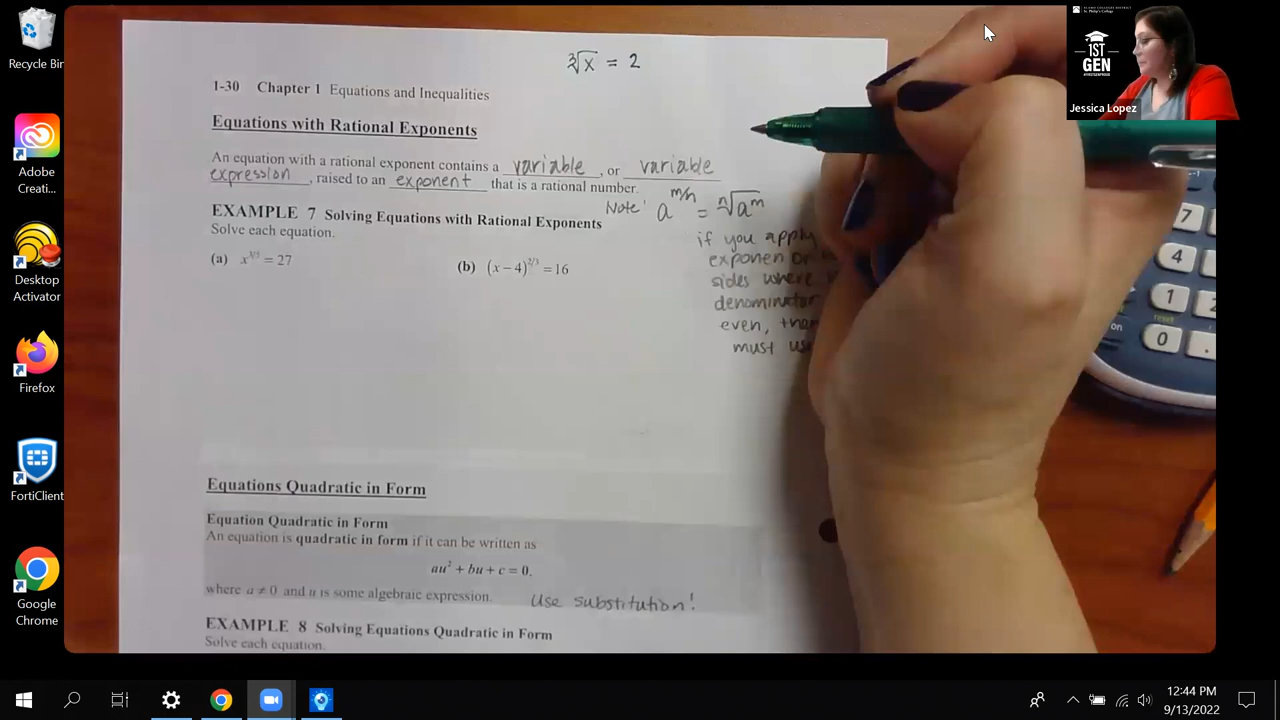 Recycle Bin
Adobe
Creati...
Desktop
Activator
Firefox
FortiClient
Google
Chrome
∛x = 2
1-30 Chapter 1 Equations and Inequalities
Equations with Rational Exponents
An equation with a rational exponent contains a variable, or variable
expression, raised to an exponent that is a rational number.
Note: a^m/n = ⁿ√a^m
EXAMPLE 7 Solving Equations with Rational Exponents
Solve each equation.
(a) x^3/5 = 27
(b) (x – 4)^2/3 = 16
if you apply
exponen
sides where
denominator
even, then
must use
Equations Quadratic in Form
Equation Quadratic in Form
An equation is quadratic in form if it can be written as
au² + bu + c = 0,
where a ≠ 0 and u is some algebraic expression.
Use substitution!
EXAMPLE 8 Solving Equations Quadratic in Form
Solve each equation.
7
4
1
2
on
reset
0
.
1ST
GEN
Jessica Lopez
12:44 PM
9/13/2022